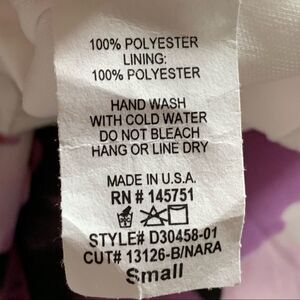 100% POLYESTER
LINING:
100% POLYESTER
HAND WASH
WITH COLD WATER
DO NOT BLEACH
HANG OR LINE DRY
MADE IN U.S.A.
RN # 145751
STYLE# D30458-01
CUT# 13126-B/NARA
Small